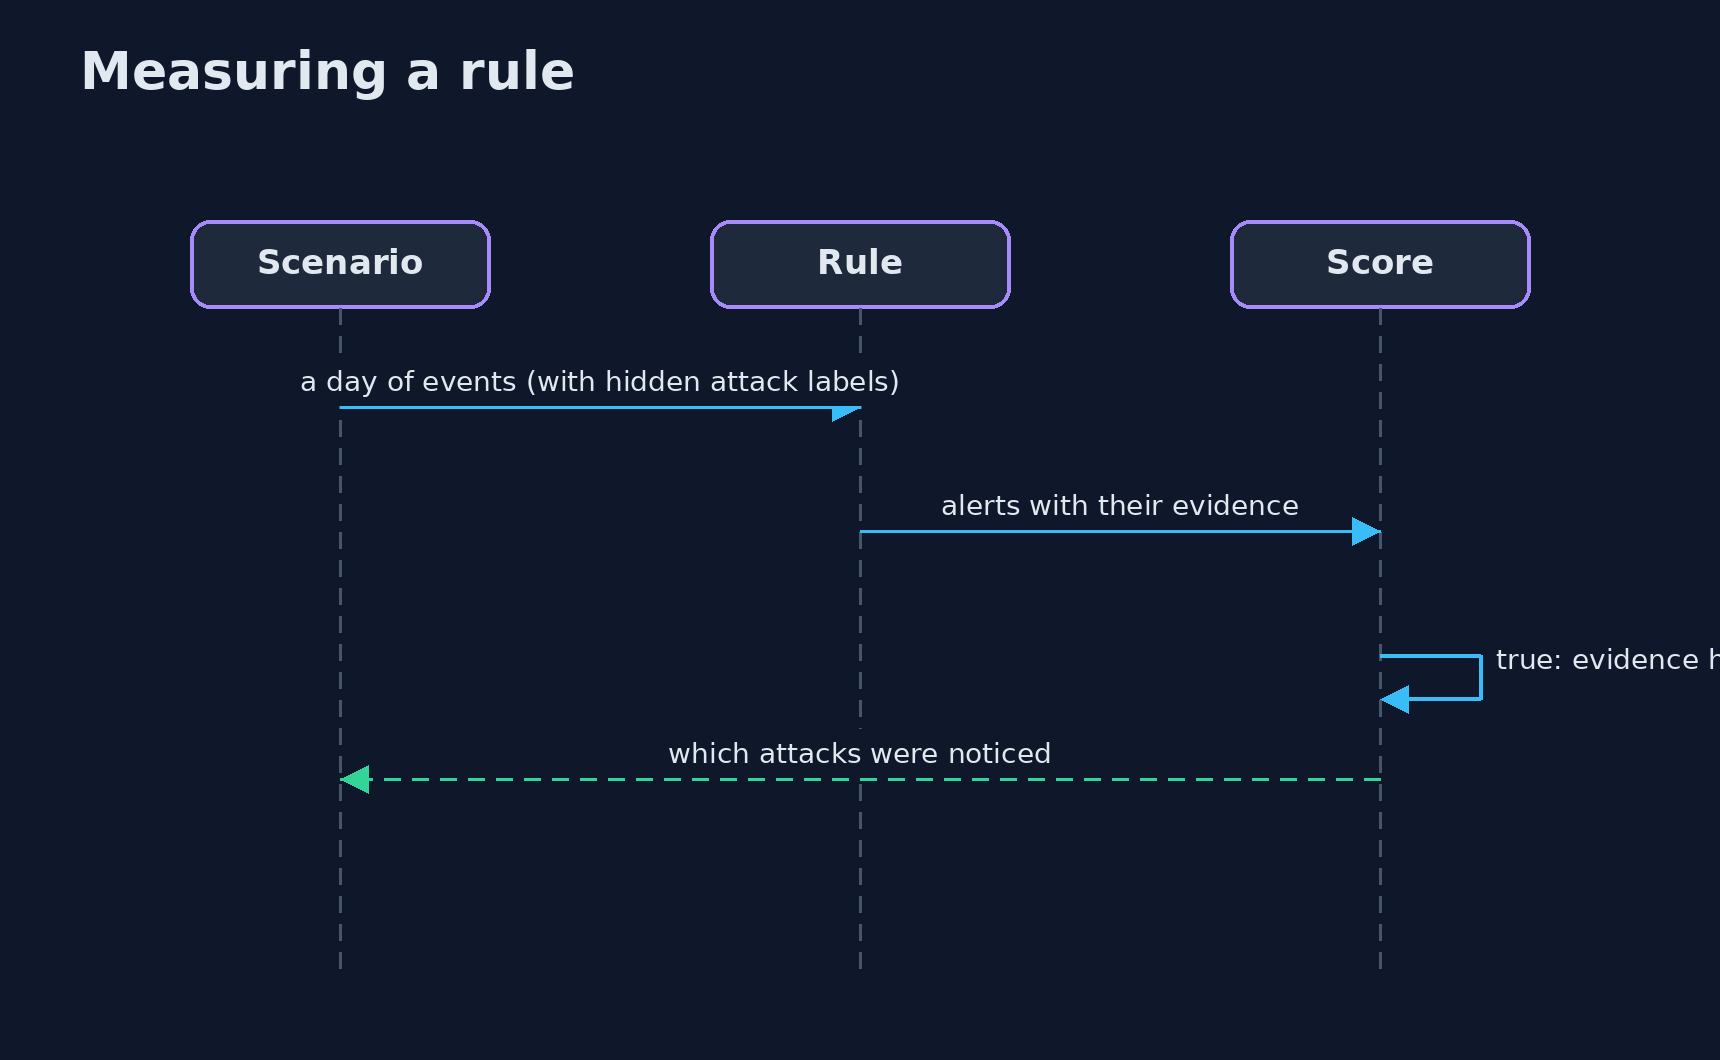 Measuring a rule
Scenario
Rule
Score
a day of events (with hidden attack labels)
alerts with their evidence
true: evidence
which attacks were noticed